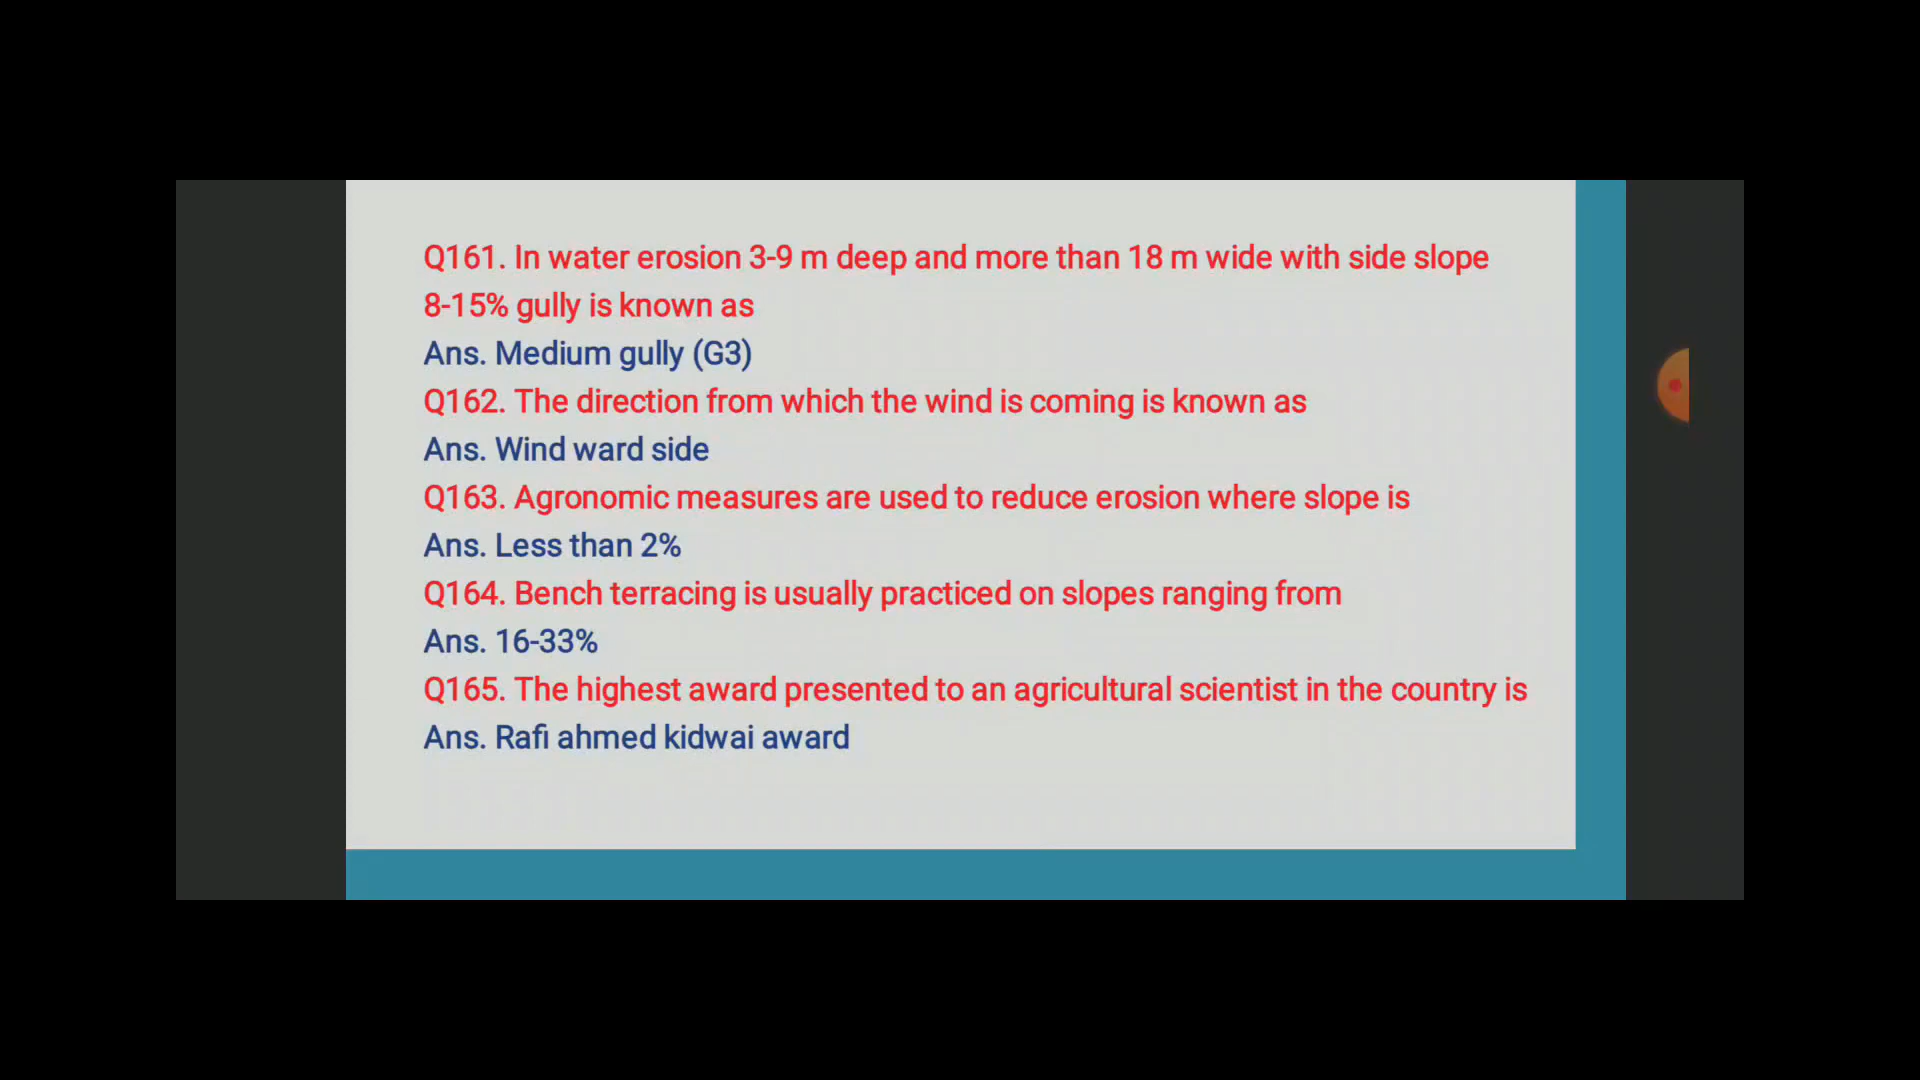 Q161. In water erosion 3-9 m deep and more than 18 m wide with side slope
8-15% gully is known as
Ans. Medium gully (G3)
Q162. The direction from which the wind is coming is known as
Ans. Wind ward side
Q163. Agronomic measures are used to reduce erosion where slope is
Ans. Less than 2%
Q164. Bench terracing is usually practiced on slopes ranging from
Ans. 16-33%
Q165. The highest award presented to an agricultural scientist in the country is
Ans. Rafi ahmed kidwai award